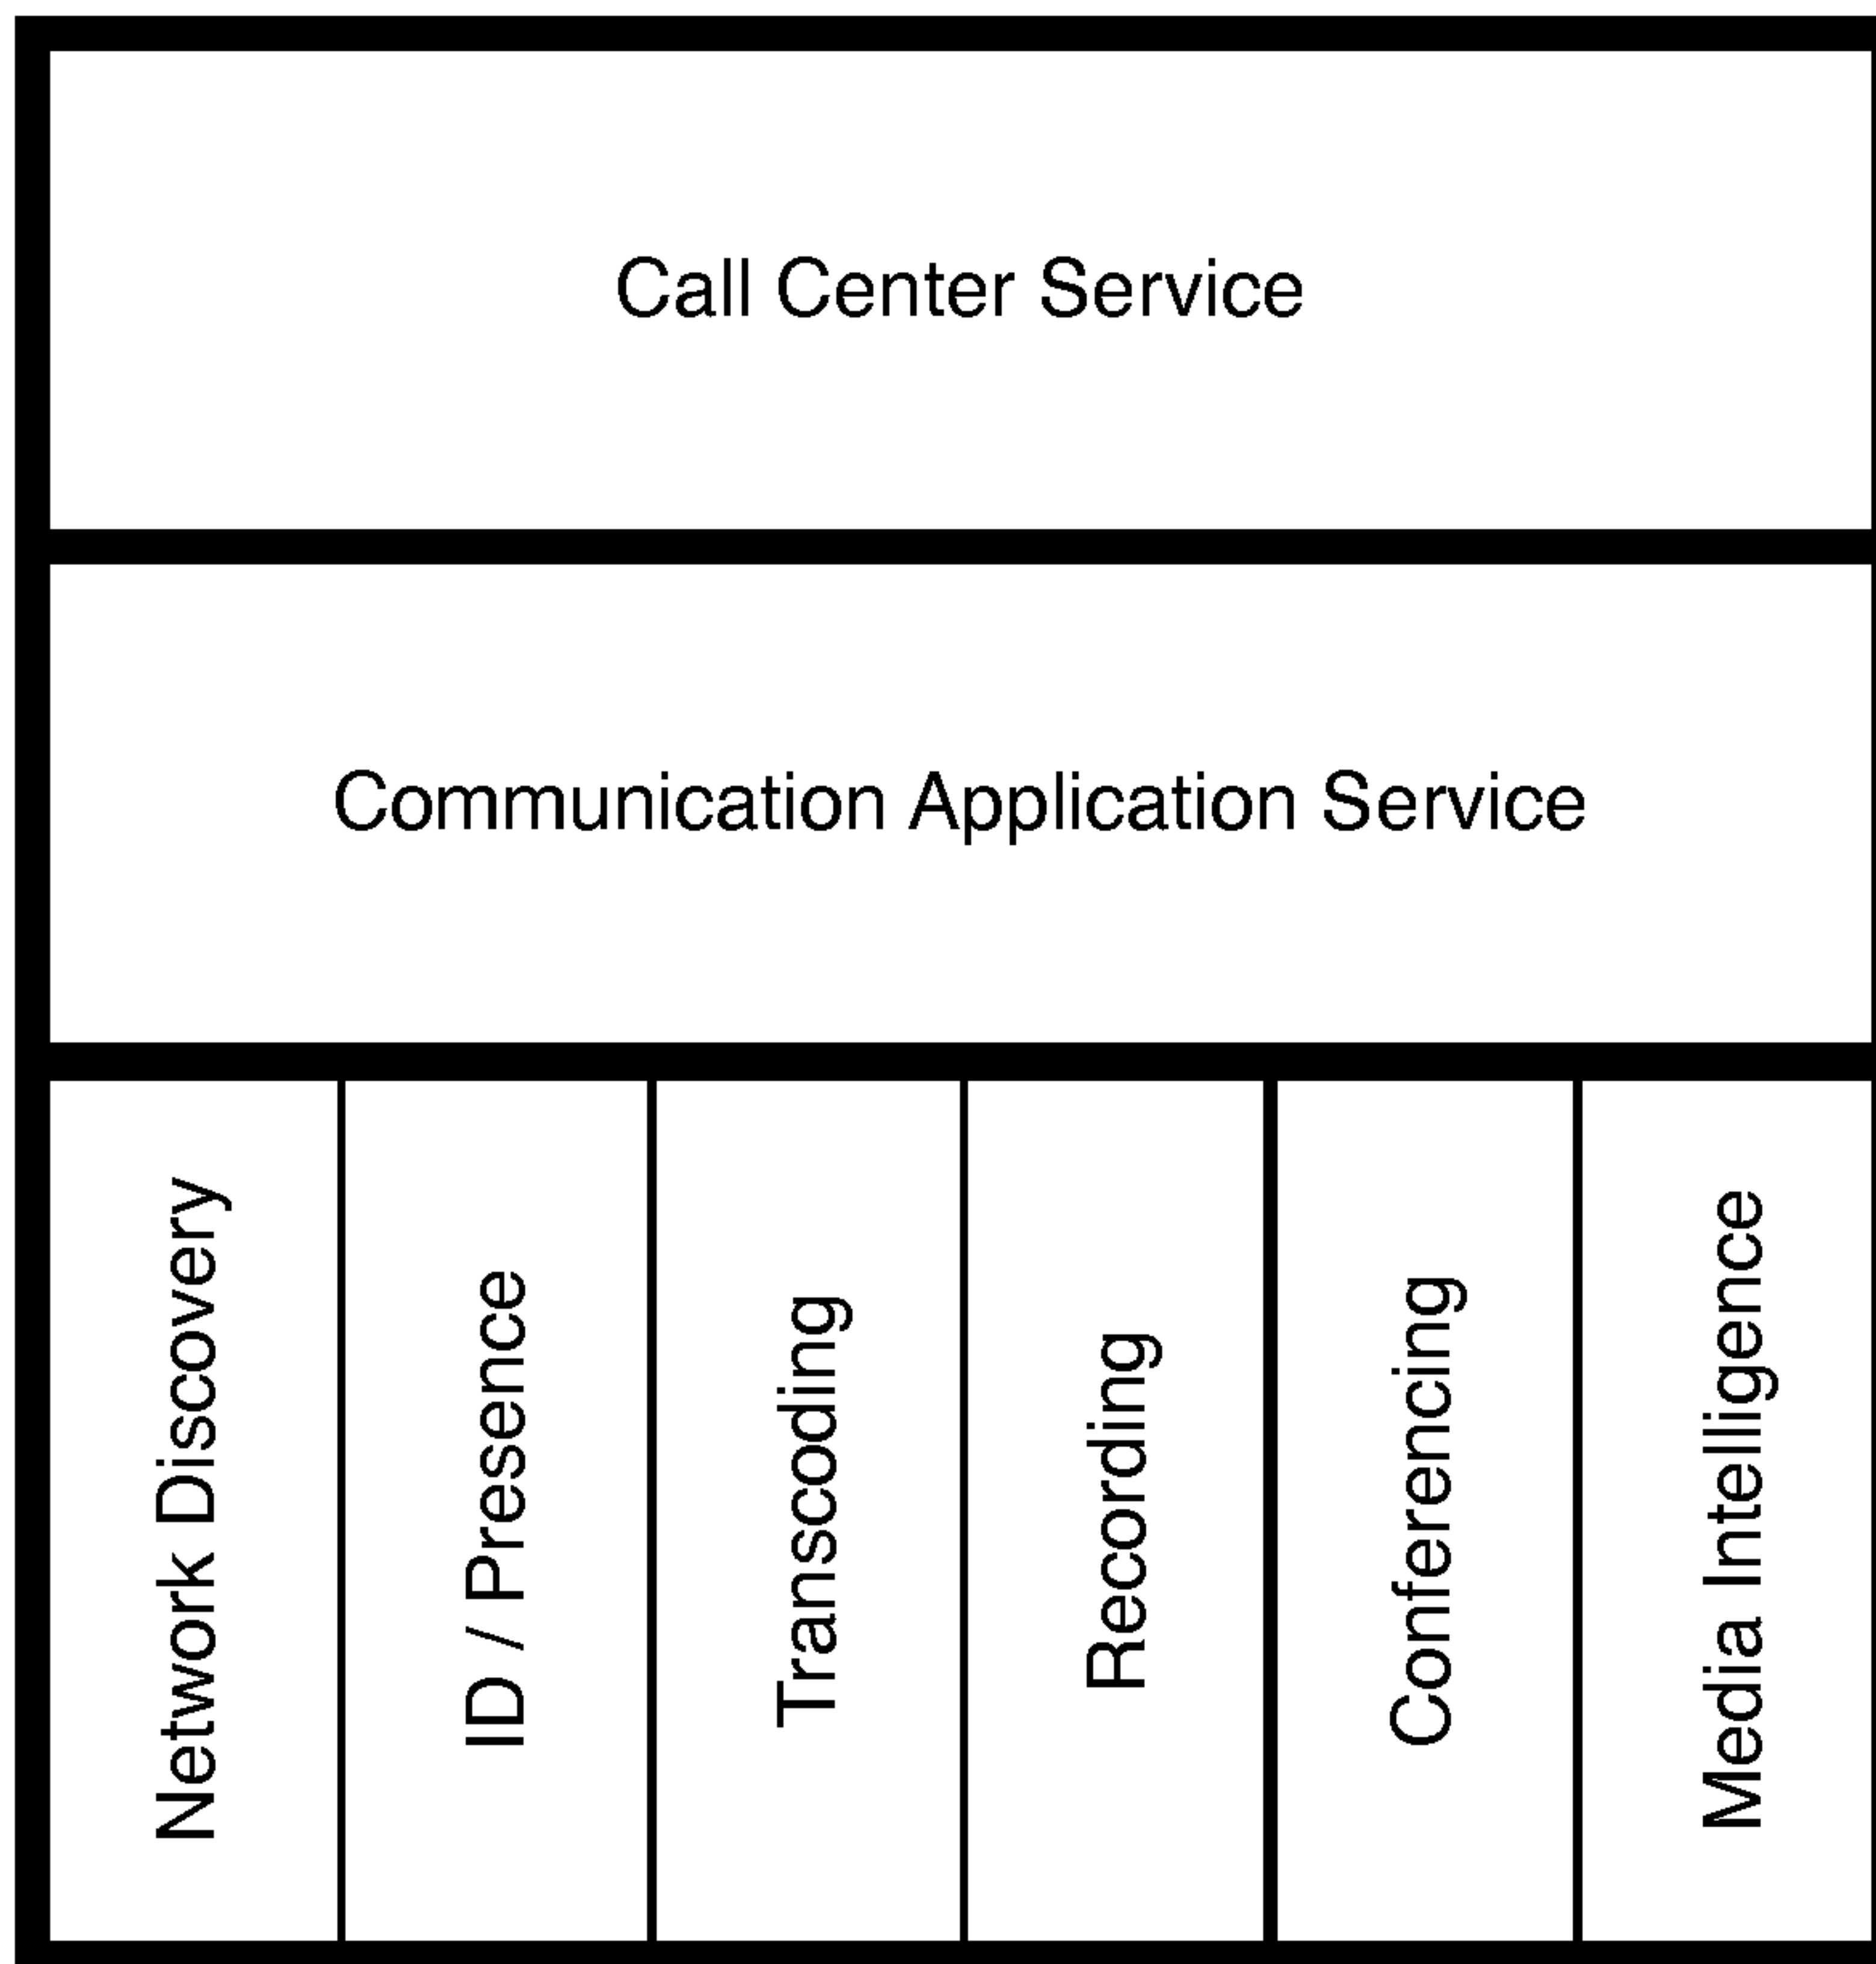 Call Center Service
Communication Application Service
Network Discovery
ID / Presence
Transcoding
Recording
Conferencing
Media Intelligence